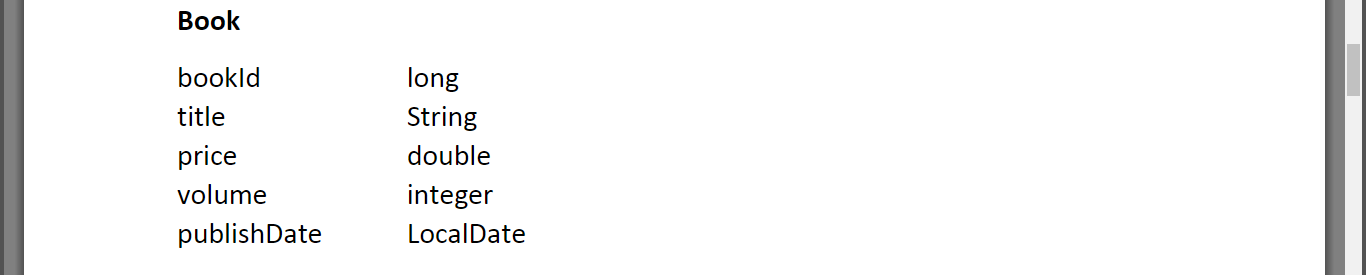 Book
bookId long
title String
price double
volume integer
publishDate LocalDate